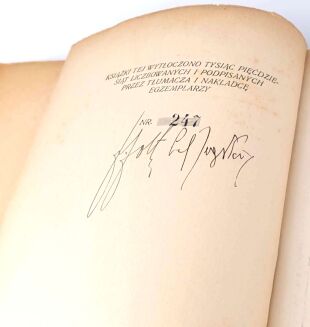 KSIĄŻKI TEJ WYTŁOCZONO TYSIĄC PIĘĆDZIE.
SIĄT LICZBOWANYCH I PODPISANYCH
PRZEZ TŁUMACZA I NAKŁADCĘ
EGZEMPLARZY
NR. 247